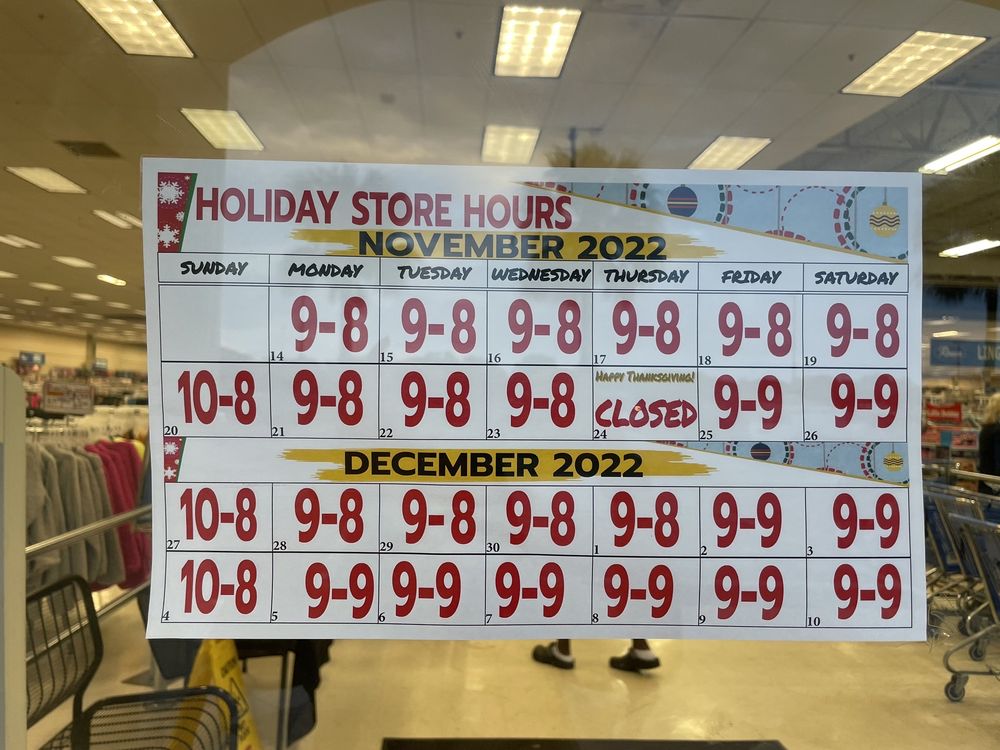 HOLIDAY STORE HOURS
NOVEMBER 2022
SUNDAY MONDAY TUESDAY WEDNESDAY THURSDAY FRIDAY SATURDAY
9-8 9-8 9-8 9-8 9-8 9-8
14 15 16 17 18 19
HAPPY THANKSGIVING!
10-8 9-8 9-8 9-8 CLOSED 9-9 9-9
20 21 22 23 24 25 26
DECEMBER 2022
10-8 9-8 9-8 9-8 9-8 9-9 9-9
27 28 29 30 1 2 3
10-8 9-9 9-9 9-9 9-9 9-9 9-9
4 5 6 7 8 9 10